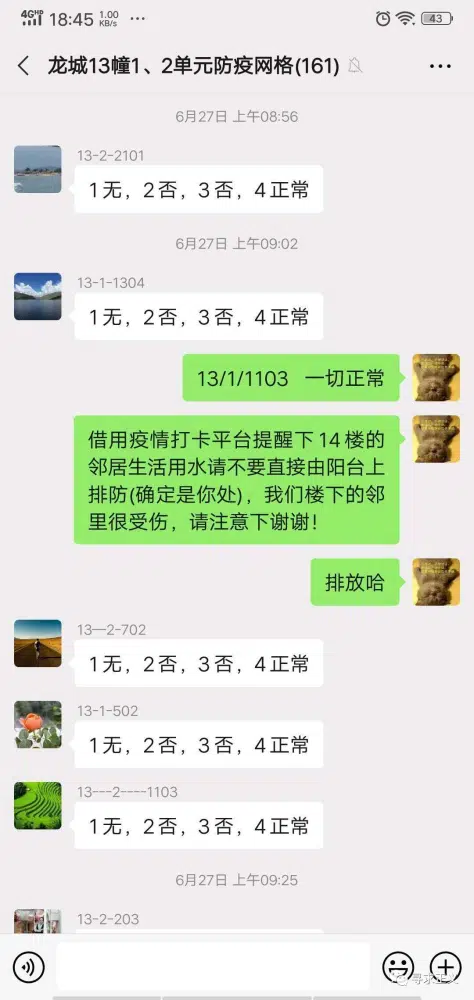 4GHD 18:45 1.00 KB/s ··· 43
龙城13幢1、2单元防疫网格(161)
6月27日 上午08:56
13-2-2101
1无，2否，3否，4正常
6月27日 上午09:02
13-1-1304
1无，2否，3否，4正常
13/1/1103 一切正常
借用疫情打卡平台提醒下14楼的
邻居生活用水请不要直接由阳台上
排防(确定是你处)，我们楼下的邻
里很受伤，请注意下谢谢！
排放哈
13—2-702
1无，2否，3否，4正常
13-1-502
1无，2否，3否，4正常
13---2----1103
1无，2否，3否，4正常
6月27日 上午09:25
13-2-203
寻求正义